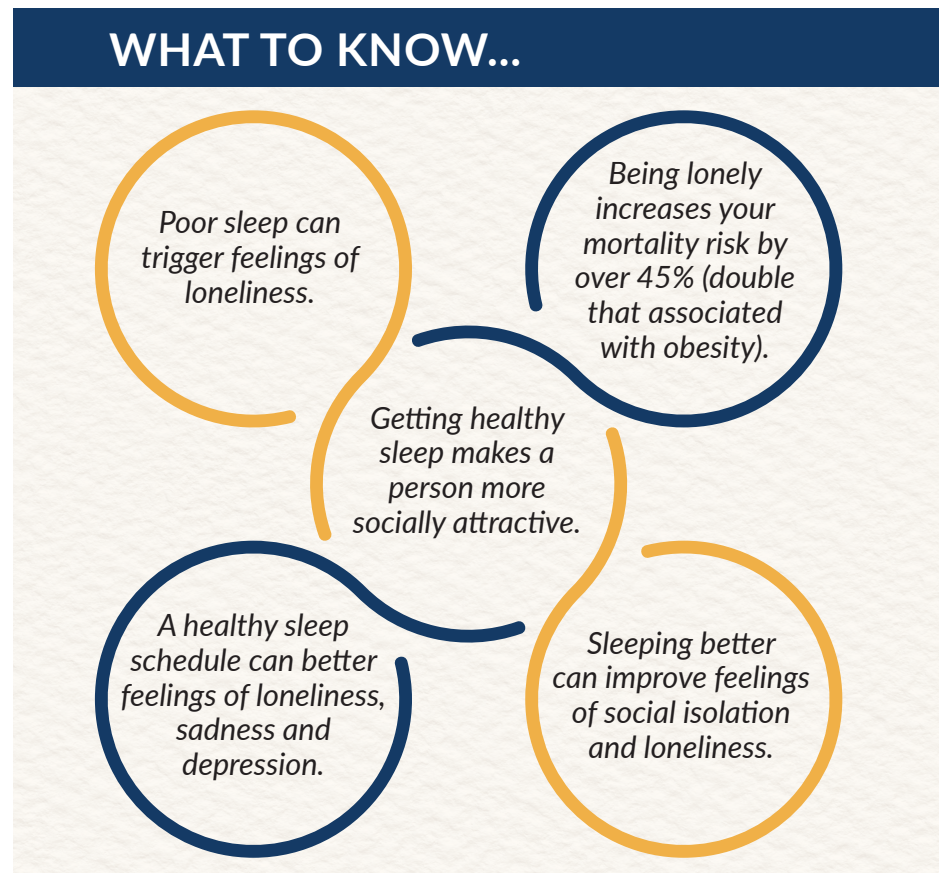 WHAT TO KNOW...
Poor sleep can
trigger feelings of
loneliness.
Being lonely
increases your
mortality risk by
over 45% (double
that associated
with obesity).
Getting healthy
sleep makes a
person more
socially attractive.
A healthy sleep
schedule can better
feelings of loneliness,
sadness and
depression.
Sleeping better
can improve feelings
of social isolation
and loneliness.